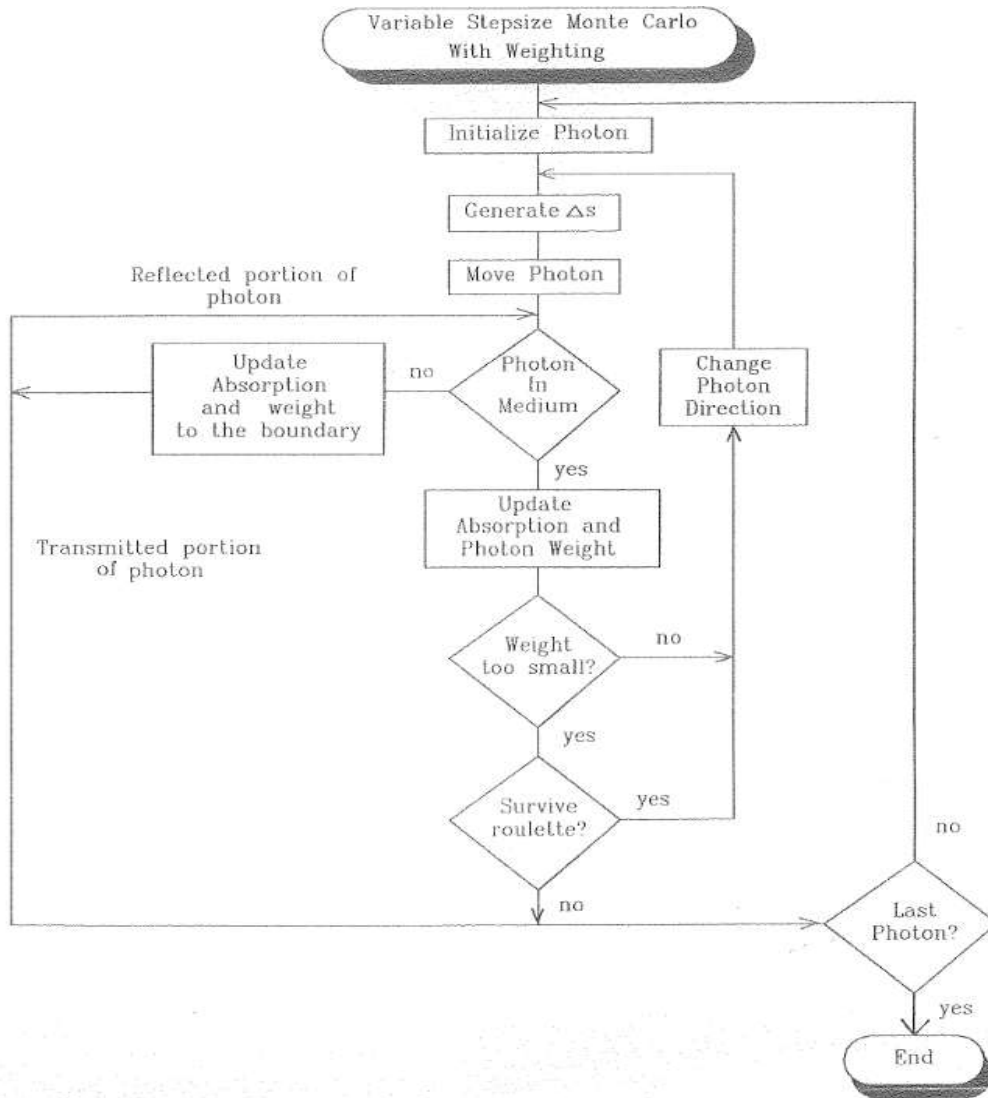 Variable Stepsize Monte Carlo
With Weighting
Initialize Photon
Generate Δs
Move Photon
Reflected portion of
photon
Photon
In
Medium
no
Update
Absorption
and weight
to the boundary
Change
Photon
Direction
yes
Update
Absorption and
Photon Weight
Transmitted portion
of photon
Weight
too small?
no
yes
Survive
roulette?
yes
no
no
Last
Photon?
yes
End